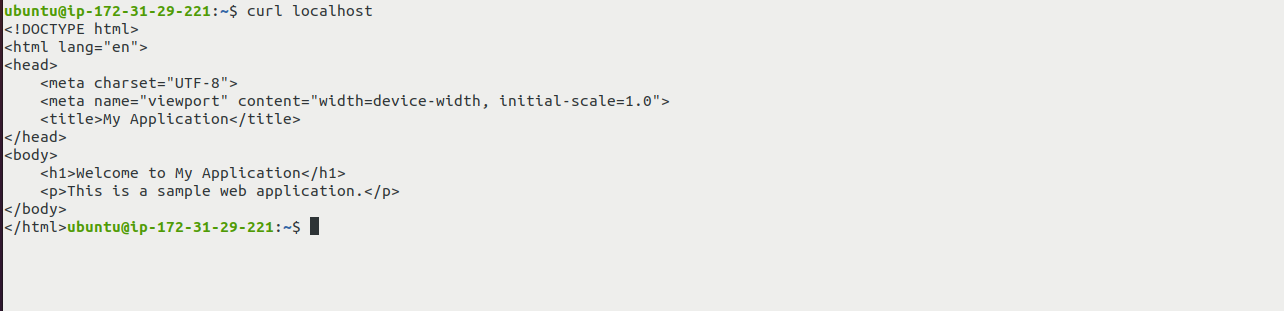 ubuntu@ip-172-31-29-221:~$ curl localhost
<!DOCTYPE html>
<html lang="en">
<head>
    <meta charset="UTF-8">
    <meta name="viewport" content="width=device-width, initial-scale=1.0">
    <title>My Application</title>
</head>
<body>
    <h1>Welcome to My Application</h1>
    <p>This is a sample web application.</p>
</body>
</html>ubuntu@ip-172-31-29-221:~$